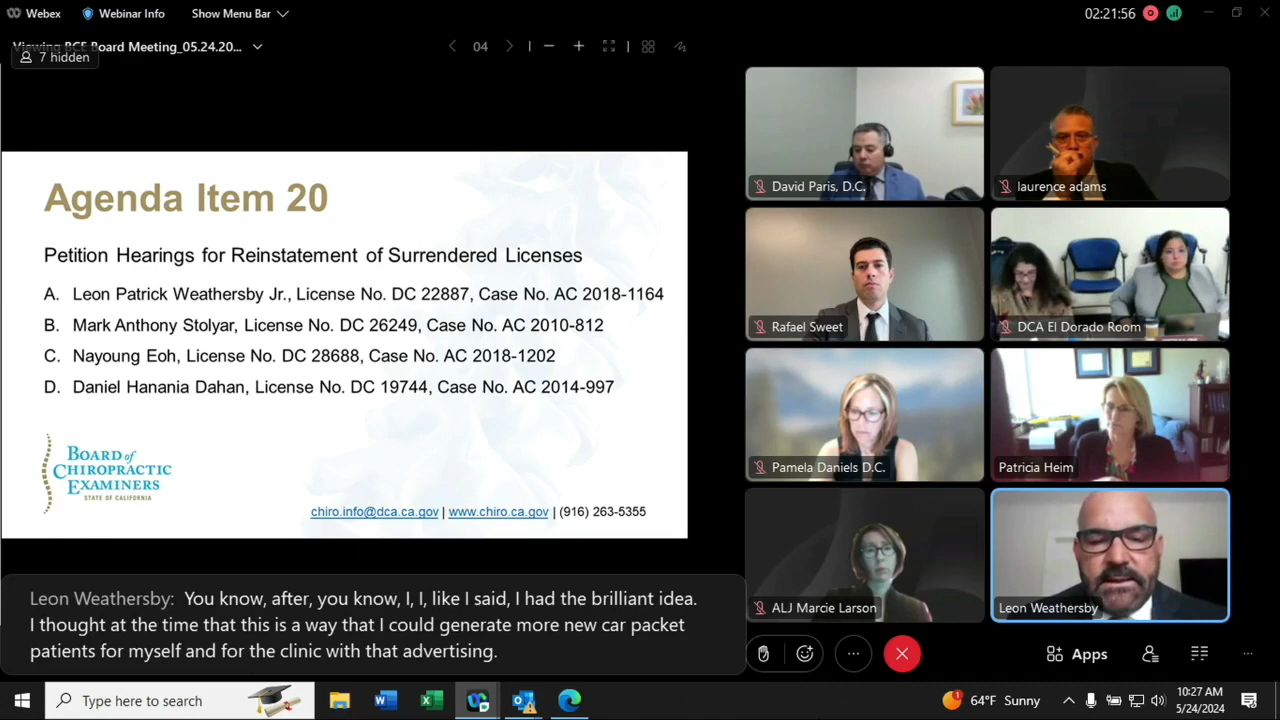 Webex
Webinar Info
Show Menu Bar
02:21:56
Viewing BCE Board Meeting_05.24.20...
7 hidden
04
Agenda Item 20
Petition Hearings for Reinstatement of Surrendered Licenses
A. Leon Patrick Weathersby Jr., License No. DC 22887, Case No. AC 2018-1164
B. Mark Anthony Stolyar, License No. DC 26249, Case No. AC 2010-812
C. Nayoung Eoh, License No. DC 28688, Case No. AC 2018-1202
D. Daniel Hanania Dahan, License No. DC 19744, Case No. AC 2014-997
BOARD of
CHIROPRACTIC
EXAMINERS
STATE OF CALIFORNIA
chiro.info@dca.ca.gov | www.chiro.ca.gov | (916) 263-5355
David Paris, D.C.
laurence adams
Rafael Sweet
DCA El Dorado Room
Pamela Daniels D.C.
Patricia Heim
ALJ Marcie Larson
Leon Weathersby
Leon Weathersby: You know, after, you know, I, I, like I said, I had the brilliant idea.
I thought at the time that this is a way that I could generate more new car packet
patients for myself and for the clinic with that advertising.
Apps
Type here to search
1
64°F Sunny
10:27 AM
5/24/2024